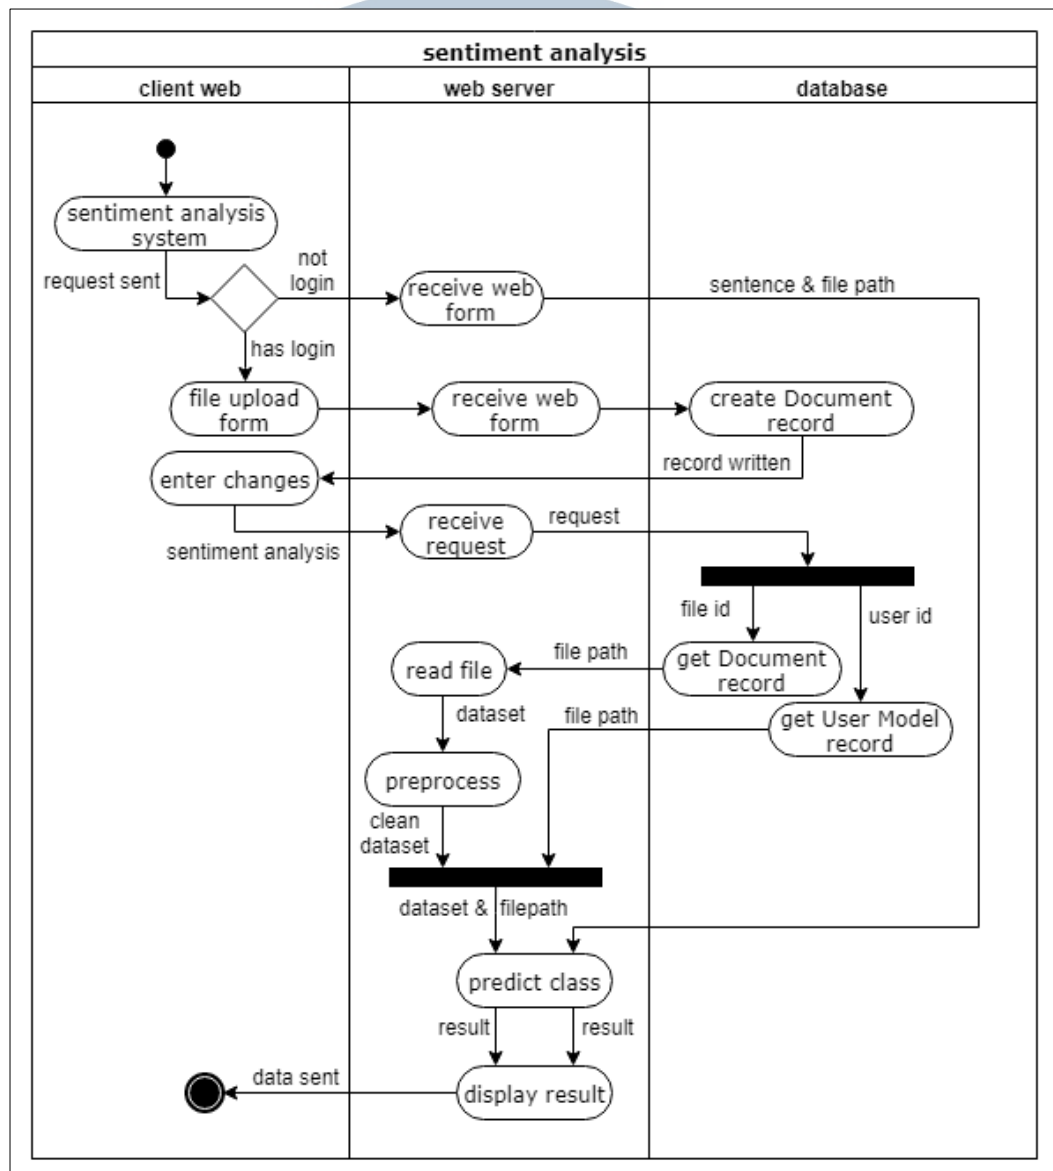 sentiment analysis
client web
web server
database
sentiment analysis
system
request sent
not
login
receive web
form
sentence & file path
has login
file upload
form
receive web
form
create Document
record
record written
enter changes
receive
request
request
sentiment analysis
file id
user id
read file
file path
get Document
record
dataset
file path
get User Model
record
preprocess
clean
dataset
dataset & filepath
predict class
result
result
data sent
display result